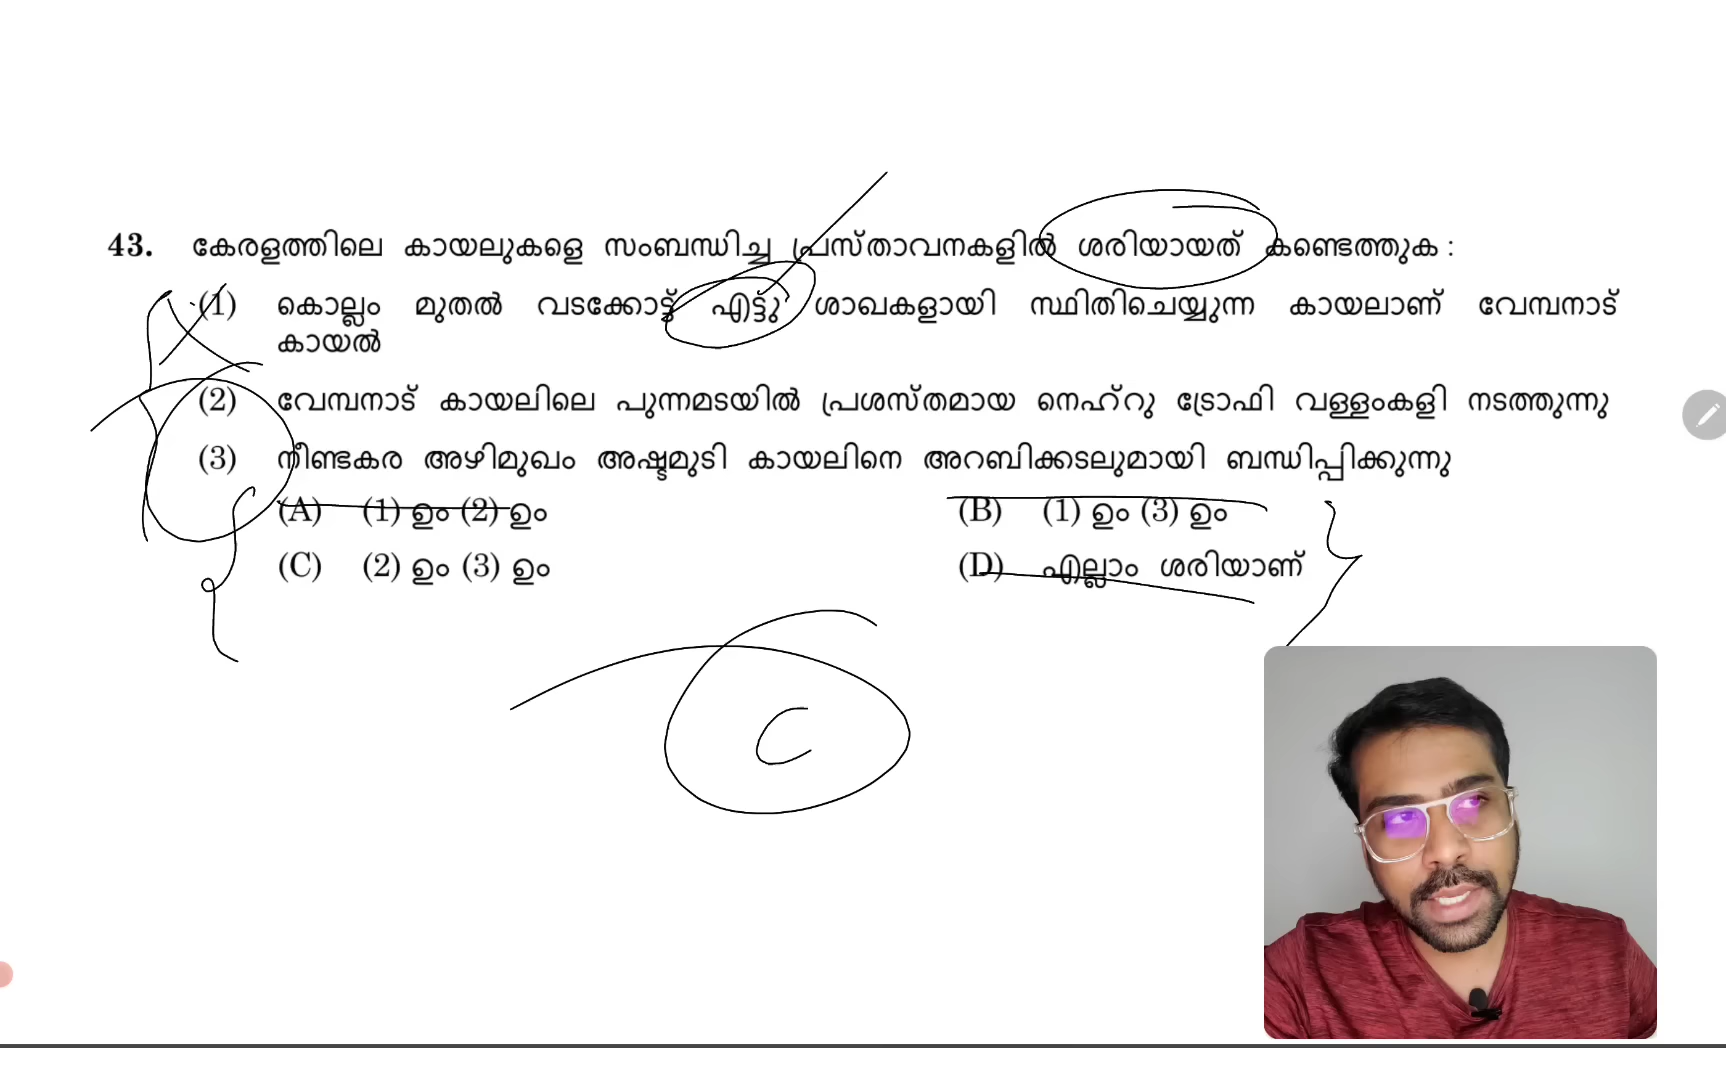 43. കേരളത്തിലെ കായലുകളെ സംബന്ധിച്ച പ്രസ്താവനകളിൽ ശരിയായത് കണ്ടെത്തുക :
(1) കൊല്ലം മുതൽ വടക്കോട്ട് എട്ടു ശാഖകളായി സ്ഥിതിചെയ്യുന്ന കായലാണ് വേമ്പനാട്
കായൽ
(2) വേമ്പനാട് കായലിലെ പുന്നമടയിൽ പ്രശസ്തമായ നെഹ്റു ട്രോഫി വള്ളംകളി നടത്തുന്നു
(3) നീണ്ടകര അഴിമുഖം അഷ്ടമുടി കായലിനെ അറബിക്കടലുമായി ബന്ധിപ്പിക്കുന്നു
(A) (1) ഉം (2) ഉം (B) (1) ഉം (3) ഉം
(C) (2) ഉം (3) ഉം (D) എല്ലാം ശരിയാണ്
C